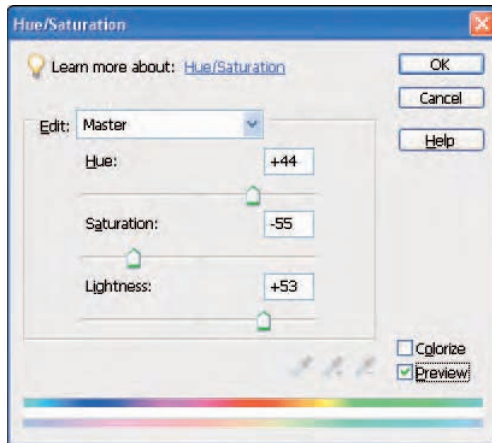 Hue/Saturation
Learn more about: Hue/Saturation
OK
Cancel
Help
Edit: Master
Hue: +44
Saturation: -55
Lightness: +53
Colorize
Preview